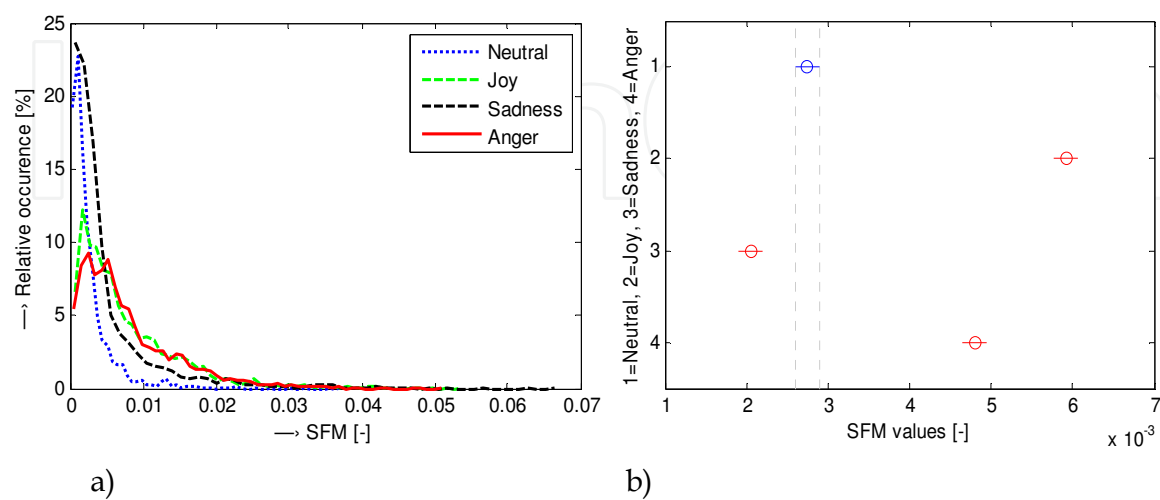 25
20
15
10
5
0
⟶ Relative occurence [%]
Neutral
Joy
Sadness
Anger
0 0.01 0.02 0.03 0.04 0.05 0.06 0.07
⟶ SFM [-]
a)
1=Neutral, 2=Joy, 3=Sadness, 4=Anger
1
2
3
4
1 2 3 4 5 6 7
SFM values [-]
x 10⁻³
b)